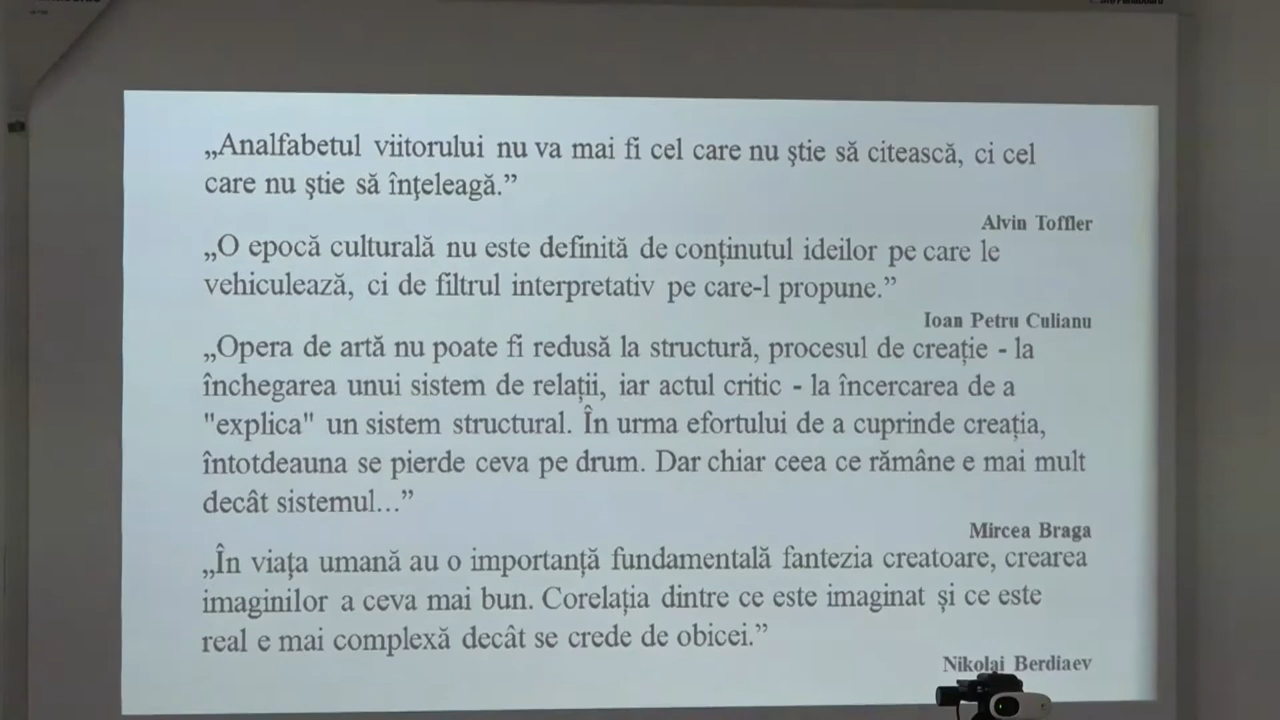 „Analfabetul viitorului nu va mai fi cel care nu ştie să citească, ci cel
care nu ştie să înţeleagă.”
Alvin Toffler
„O epocă culturală nu este definită de conținutul ideilor pe care le
vehiculează, ci de filtrul interpretativ pe care-l propune.”
Ioan Petru Culianu
„Opera de artă nu poate fi redusă la structură, procesul de creație - la
închegarea unui sistem de relații, iar actul critic - la încercarea de a
"explica" un sistem structural. În urma efortului de a cuprinde creația,
întotdeauna se pierde ceva pe drum. Dar chiar ceea ce rămâne e mai mult
decât sistemul…”
Mircea Braga
„În viața umană au o importanță fundamentală fantezia creatoare, crearea
imaginilor a ceva mai bun. Corelația dintre ce este imaginat și ce este
real e mai complexă decât se crede de obicei.”
Nikolai Berdiaev